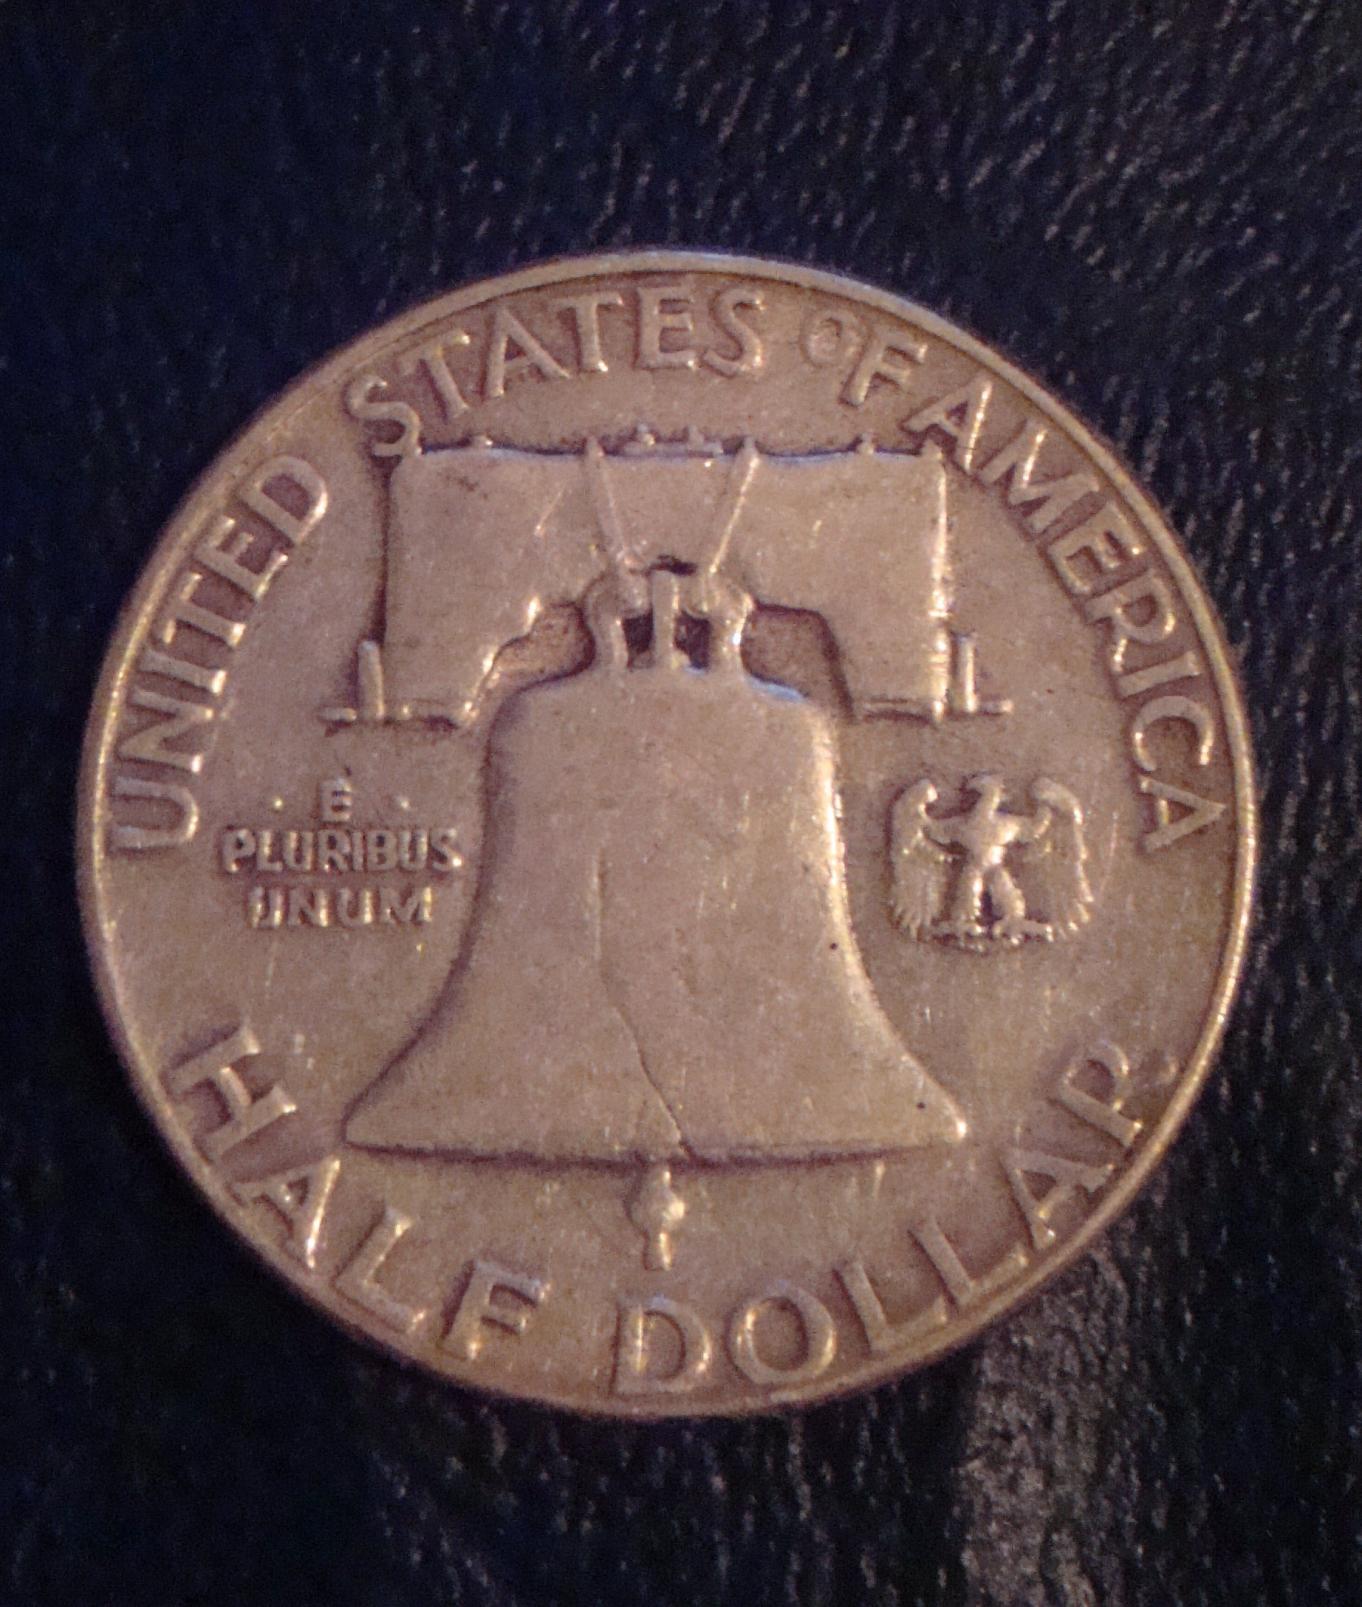 UNITED STATES OF AMERICA
E
PLURIBUS
UNUM
HALF DOLLAR